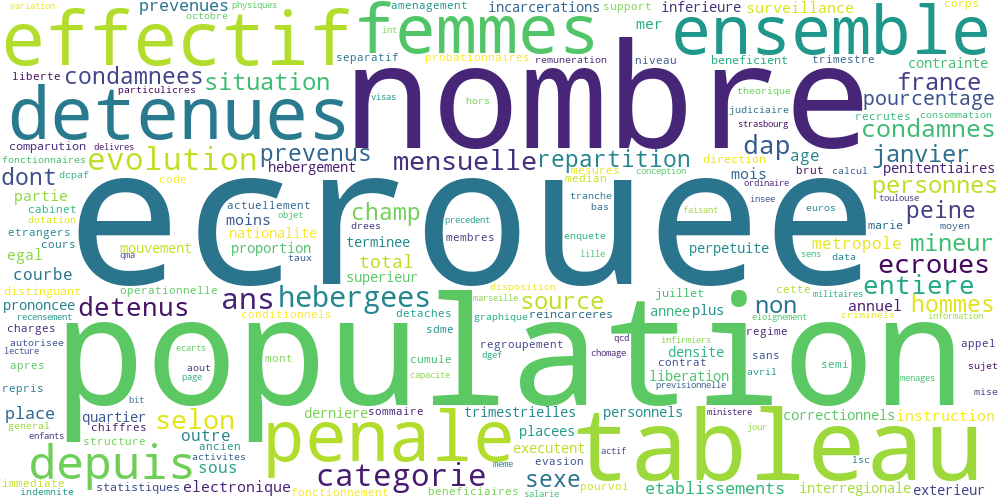 variation octobre physiques amenagement incarcerations support inferieure surveillance corps
prevenues effectif femmes mer ensemble
separatif probationnaires remuneration niveau beneficient trimestre contrainte
liberte condamnees situation nombre france
particulicres detenues visas hors theorique pourcentage
judiciaire recrutes consommation
comparution delivres strasbourg condamnes
fonctionnaires evolution prevenus mensuelle repartition dap age janvier
dcpaf hebergement mesures direction brut calcul penitentiaires
dont code median conception mois ordinaire personnes
partie ecrouee tranche insee toulouse
cabinet actuellement champ bas euros peine
dotation moins objet precedent faisant marie moyen
etrangers nationalite drees membres enquete metropole mineur
cours mouvement proportion terminee lille perpetuite sens data
egal qma taux total ecroues
courbe superieur militaires
distinguant operationnelle disposition cette entiere
prononcee detenus ans hebergees marseille source juillet non hommes
recensement conditionnels detaches graphique reincarceres annee plus eloignement annuel criminels information
charges population sdme infirmiers regime appel
autorisee regroupement qcd densite
lecture ecarts mont cumule dgef chomage contrat sans semi sujet
apres aout capacite liberation avril menages
repris page previsionnelle mise
bit
place quartier selon derniere sommaire trimestrielles personnels ministere correctionnels instruction
general chiffres outre penale placees tableau jour
enfants structure ancien executent actif
depuis activites sous evasion
meme categorie sexe lsc
immediate statistiques electronique fonctionnement beneficiaires salarie pourvoi etablissements interregionale exterieur
indemnite
int